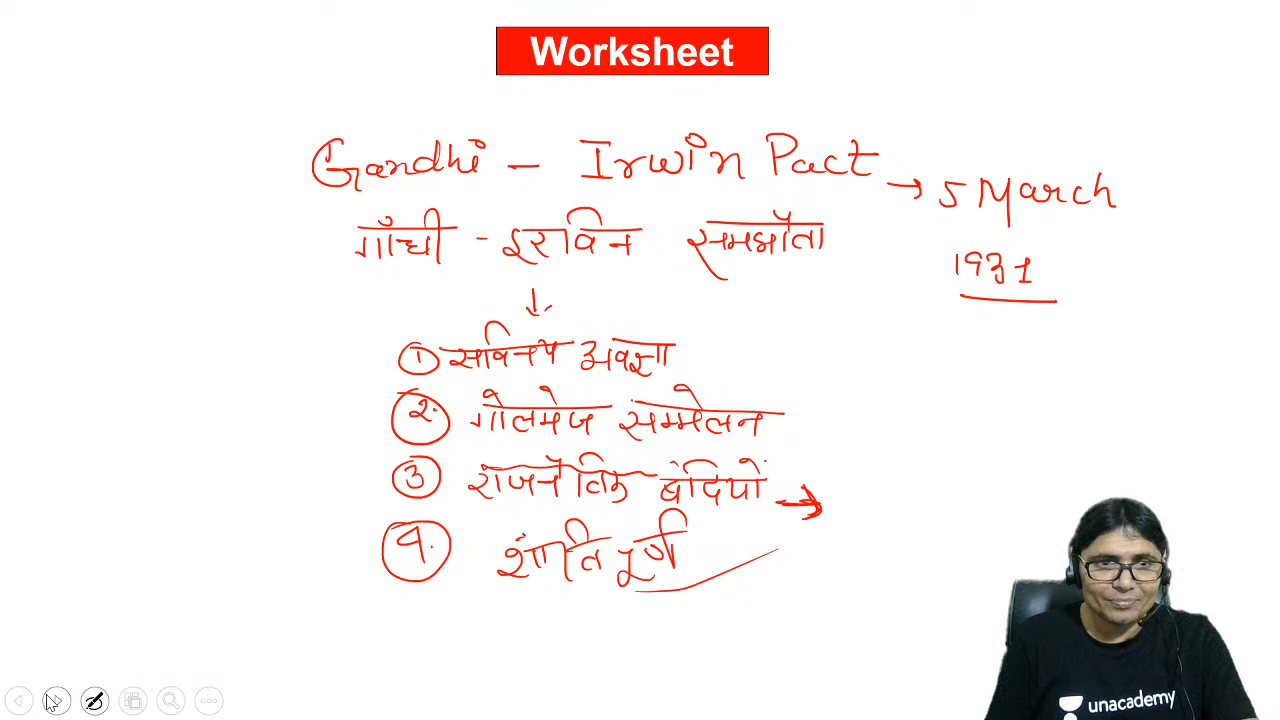 Worksheet
Gandhi - Irwin Pact → 5 March
1931
गाँधी - इरविन समझौता
↓
① सविनय अवज्ञा
②. गोलमेज सम्मेलन
③ राजनैतिक बंदियों →
④. शांति पूर्ण
unacademy